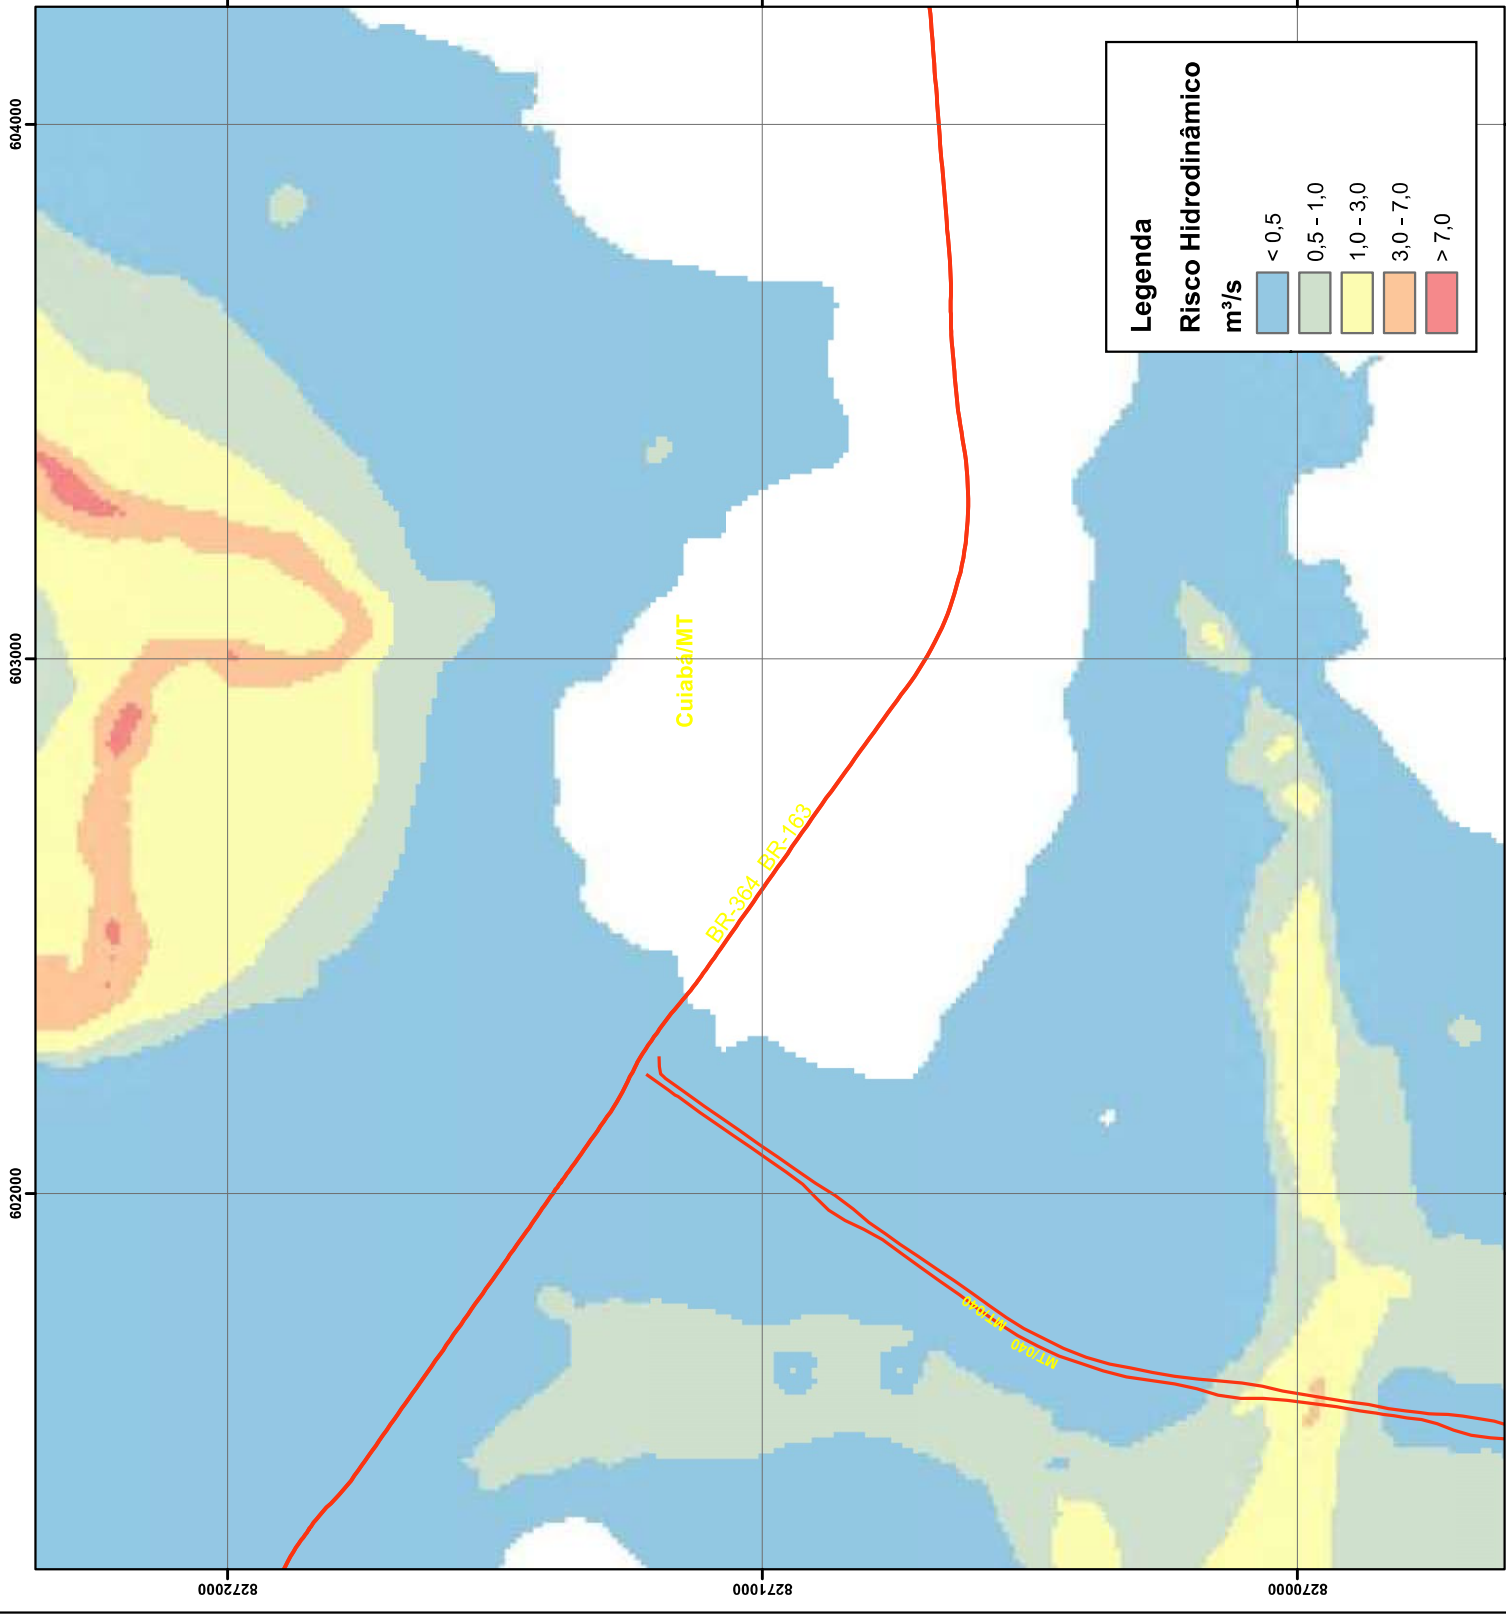 604000
603000
602000
8272000
8271000
8270000
Cuiabá/MT
BR-364 BR-163
MT/040
MT/040
Legenda
Risco Hidrodinâmico
m³/s
< 0,5
0,5 - 1,0
1,0 - 3,0
3,0 - 7,0
> 7,0